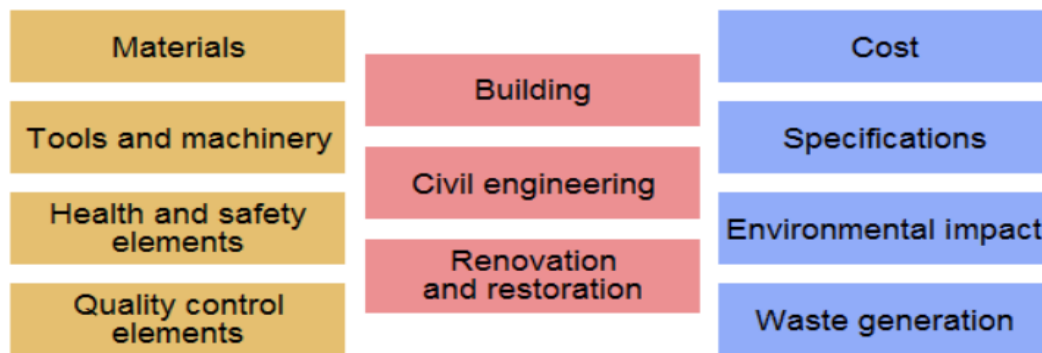 Materials
Tools and machinery
Health and safety
elements
Quality control
elements
Building
Civil engineering
Renovation
and restoration
Cost
Specifications
Environmental impact
Waste generation